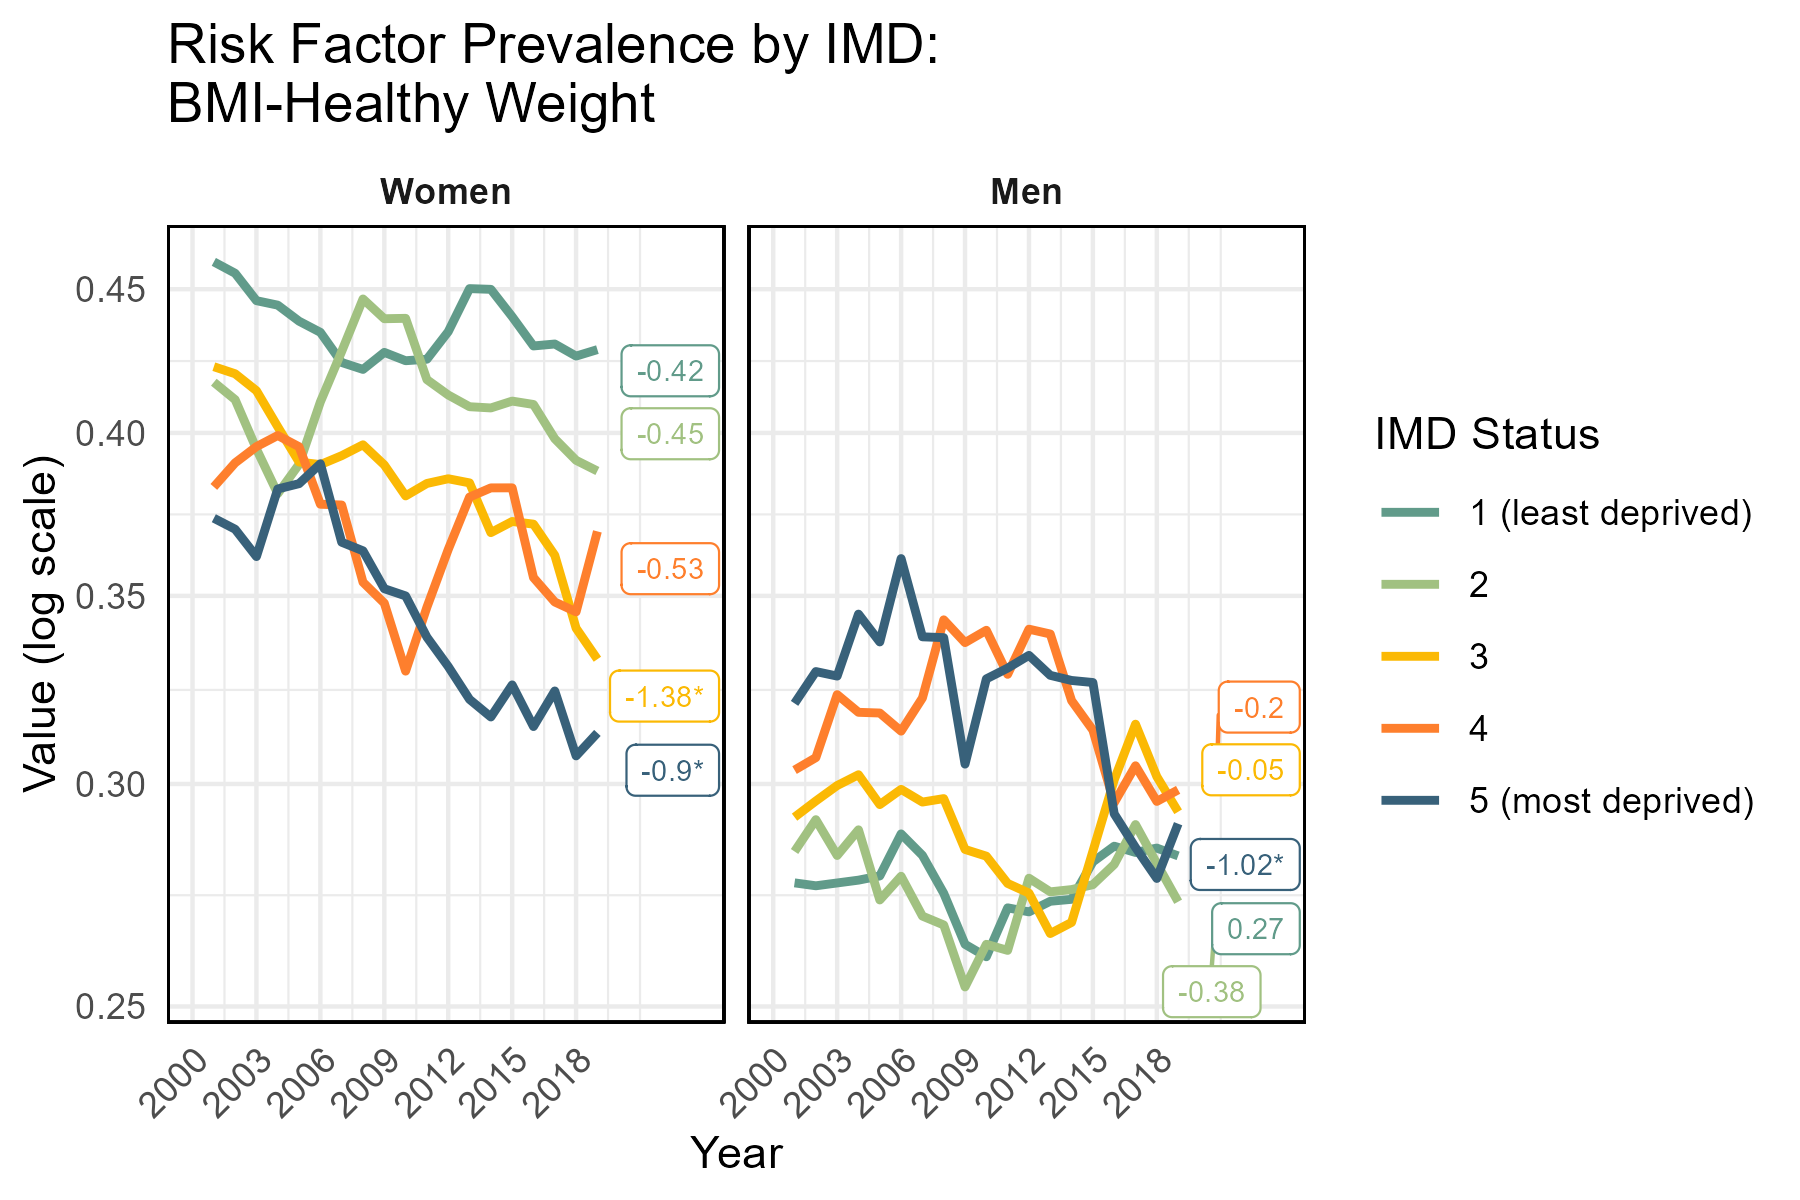 Risk Factor Prevalence by IMD:
BMI-Healthy Weight
Women
Men
Value (log scale)
0.45
0.40
0.35
0.30
0.25
-0.42
-0.45
-0.53
-1.38*
-0.9*
-0.2
-0.05
-1.02*
0.27
-0.38
2000 2003 2006 2009 2012 2015 2018
2000 2003 2006 2009 2012 2015 2018
Year
IMD Status
1 (least deprived)
2
3
4
5 (most deprived)